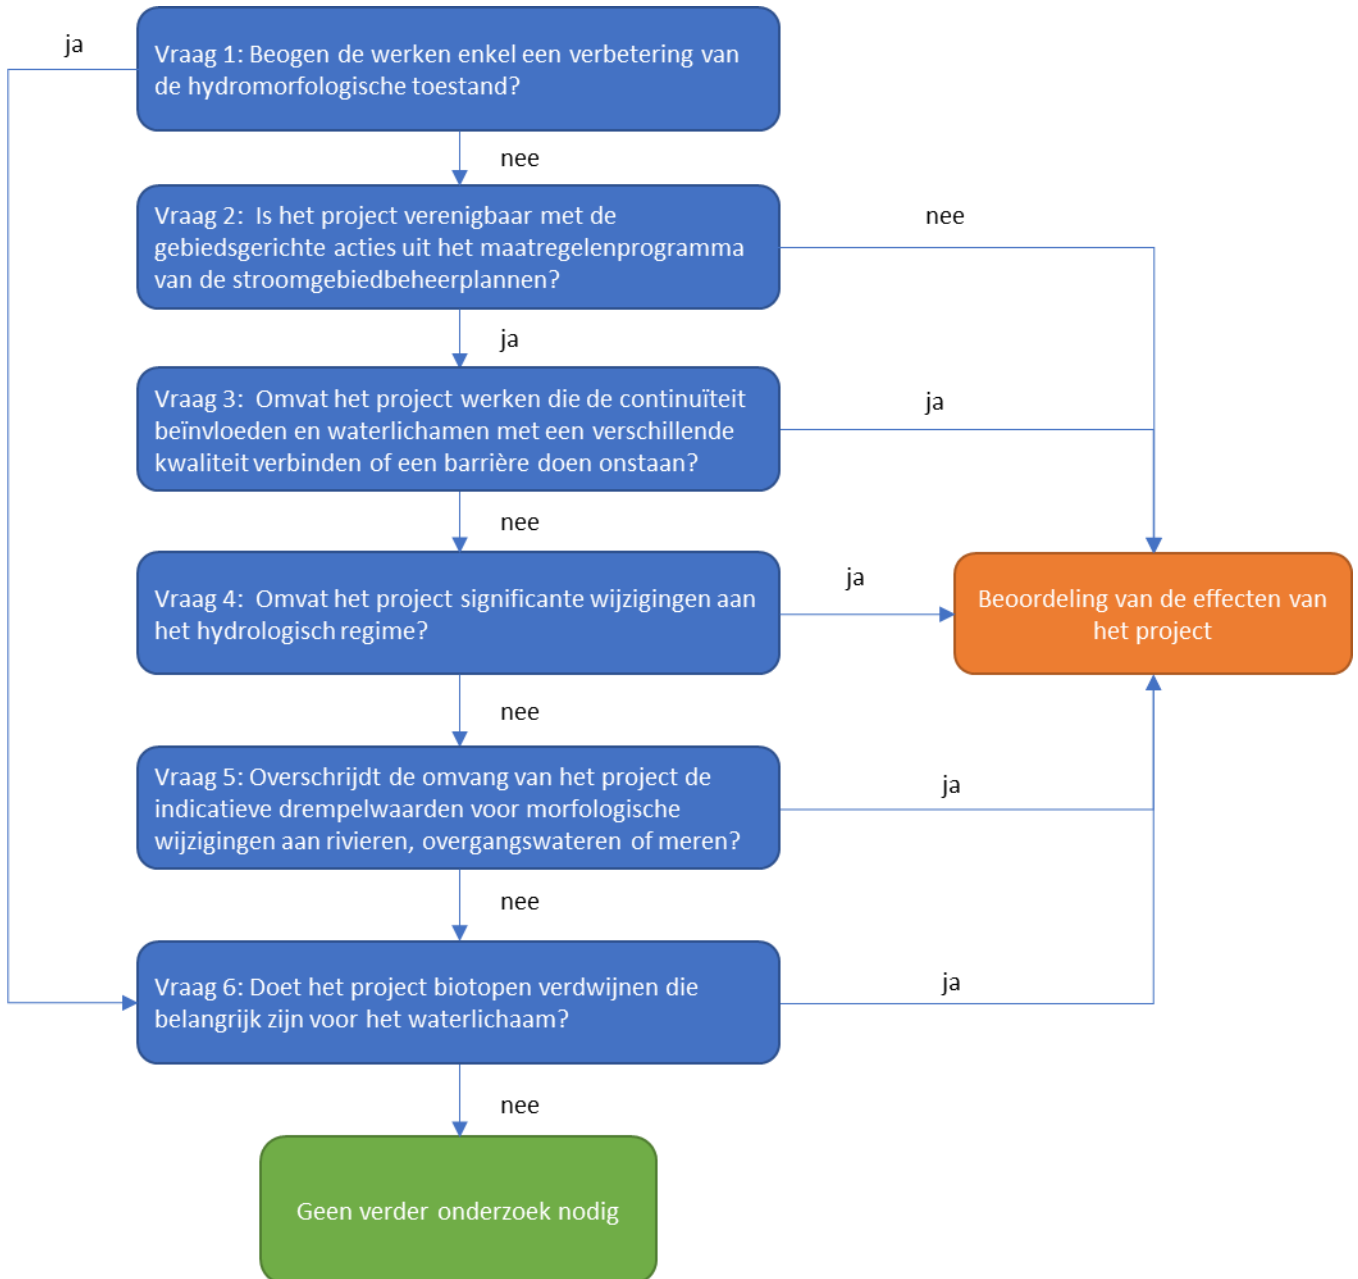 ja
Vraag 1: Beogen de werken enkel een verbetering van
de hydromorfologische toestand?
nee
Vraag 2:  Is het project verenigbaar met de
gebiedsgerichte acties uit het maatregelenprogramma
van de stroomgebiedbeheerplannen?
nee
ja
Vraag 3:  Omvat het project werken die de continuïteit
beïnvloeden en waterlichamen met een verschillende
kwaliteit verbinden of een barrière doen onstaan?
ja
nee
Vraag 4:  Omvat het project significante wijzigingen aan
het hydrologisch regime?
ja
Beoordeling van de effecten van
het project
nee
Vraag 5: Overschrijdt de omvang van het project de
indicatieve drempelwaarden voor morfologische
wijzigingen aan rivieren, overgangswateren of meren?
ja
nee
Vraag 6: Doet het project biotopen verdwijnen die
belangrijk zijn voor het waterlichaam?
ja
nee
Geen verder onderzoek nodig